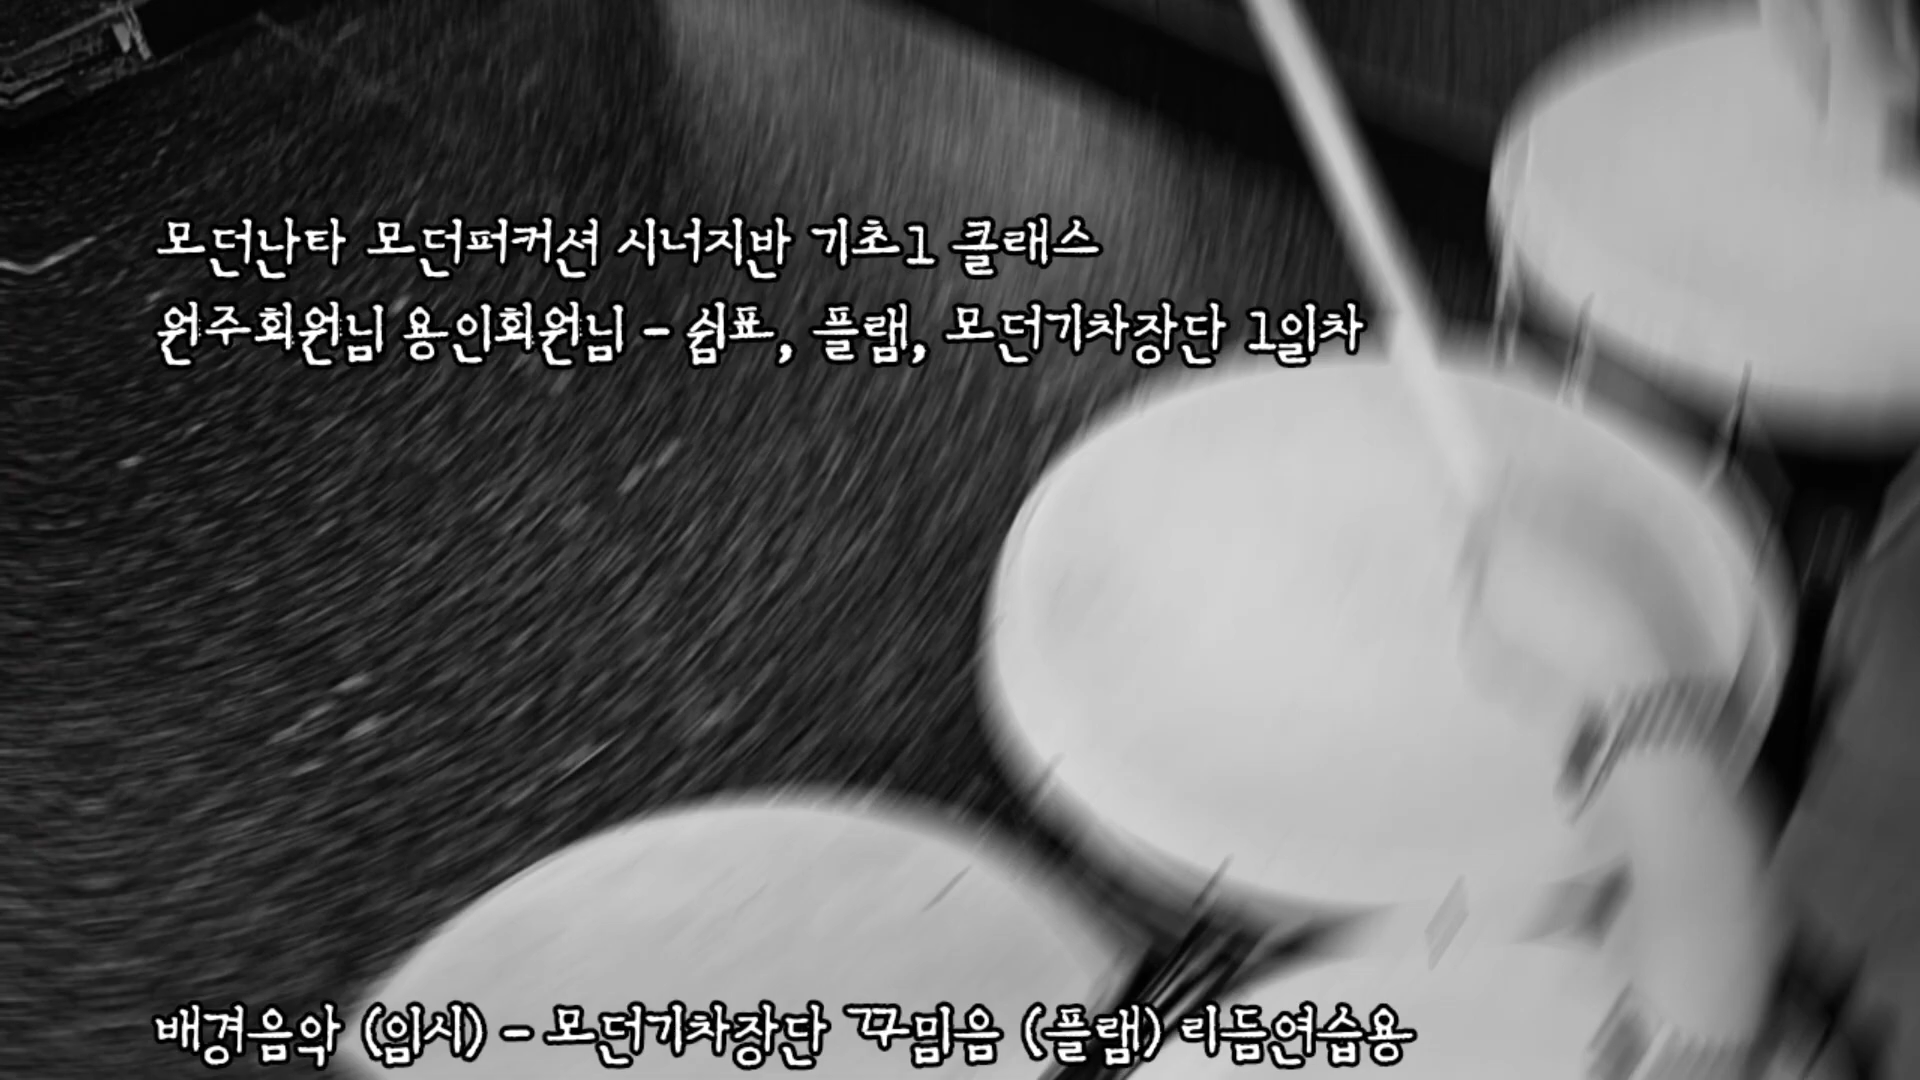 모던난타 모던퍼커션 시너지반 기초1 클래스
원주회원님 용인회원님 - 쉼표, 플램, 모던기차장단 1일차
배경음악 (임시) - 모던기차장단 꾸밈음 (플램) 리듬연습용